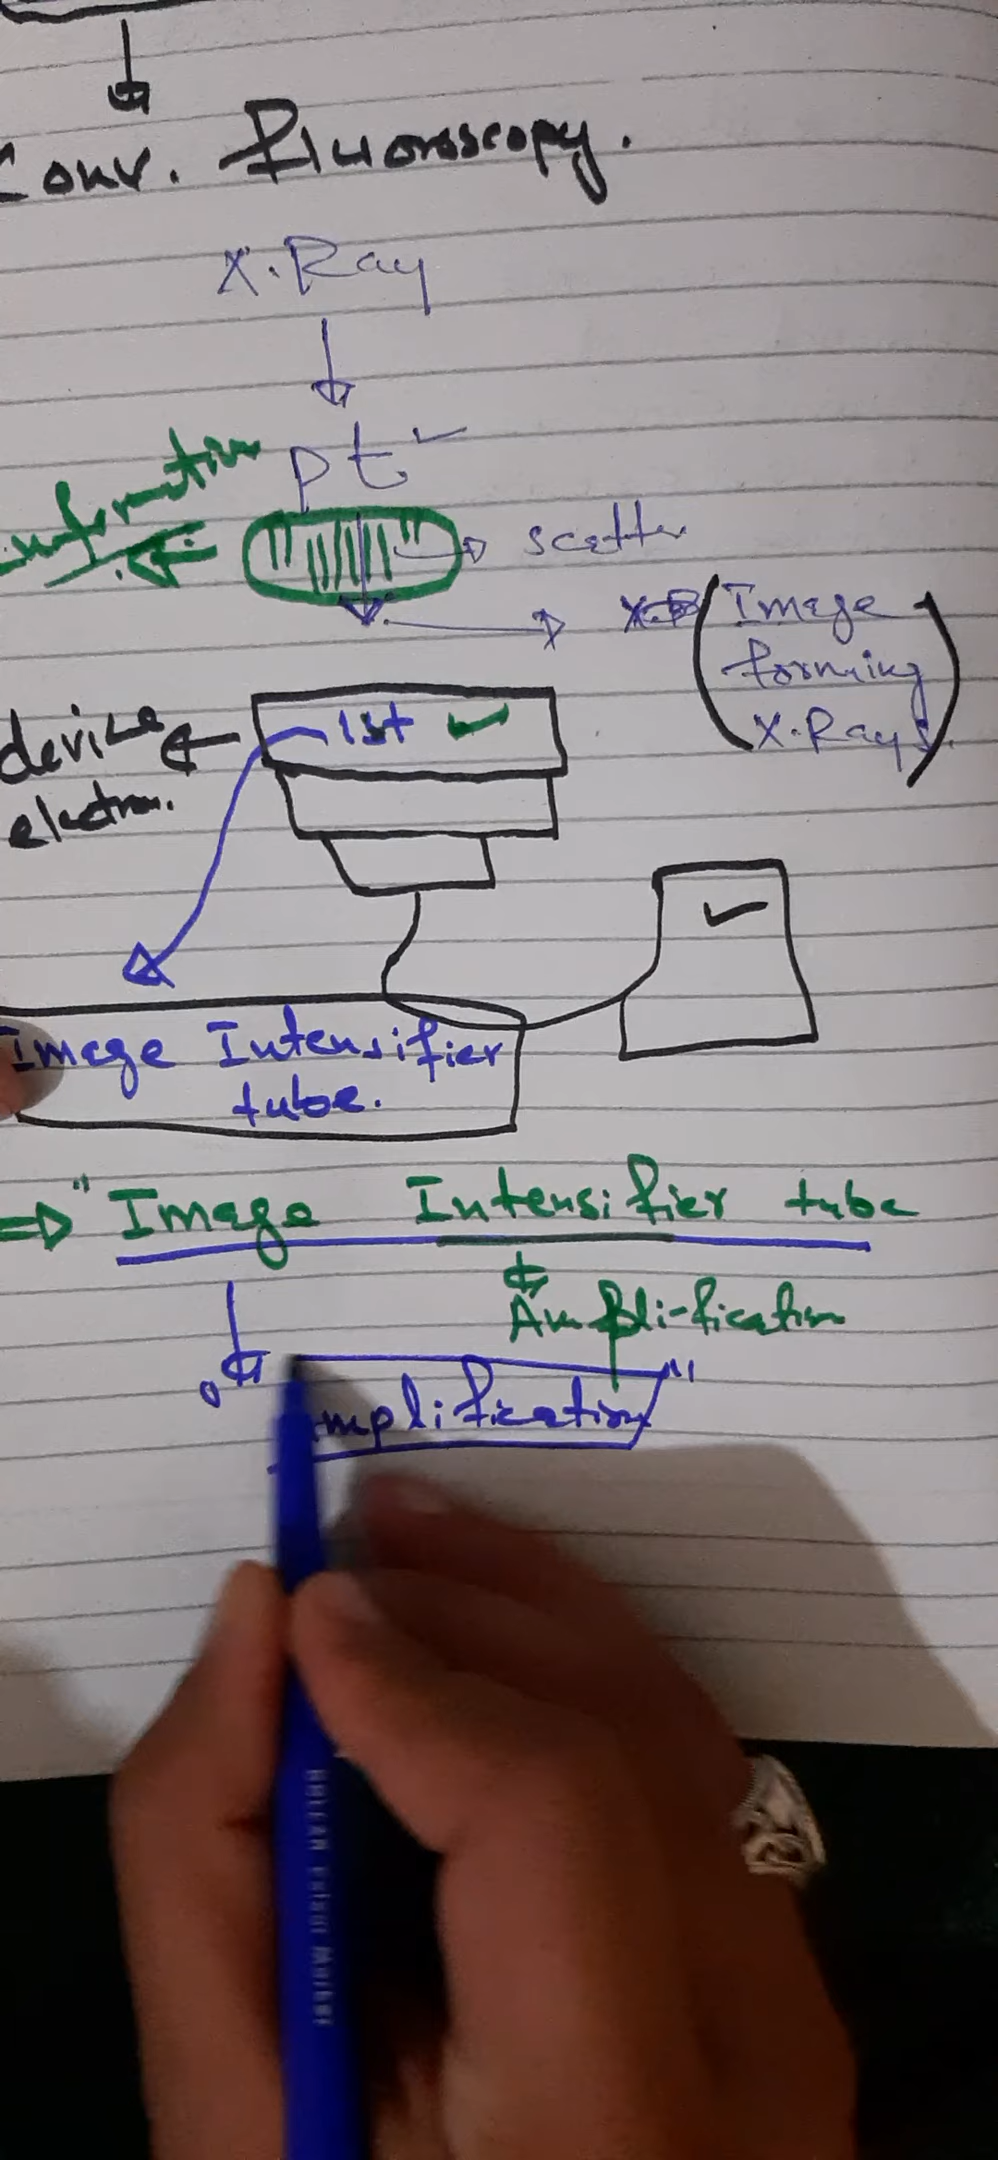 Conv. fluoroscopy.
X.Ray
pt
information
scatter
Image
forming
X.Rays.
device
electron.
1st
Image Intensifier
tube.
⇒ " Image Intensifier tube
Amplification
" Amplification "